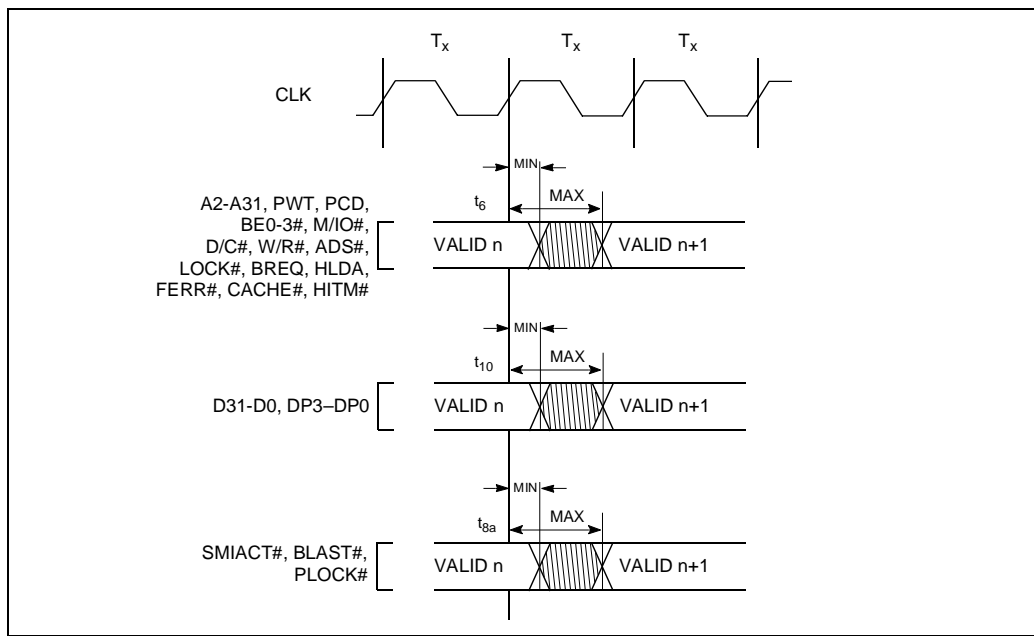 Tx Tx Tx
CLK
MIN
t6 MAX
A2-A31, PWT, PCD,
BE0-3#, M/IO#,
D/C#, W/R#, ADS#,
LOCK#, BREQ, HLDA,
FERR#, CACHE#, HITM#
VALID n VALID n+1
MIN
t10 MAX
D31-D0, DP3–DP0
VALID n VALID n+1
MIN
t8a MAX
SMIACT#, BLAST#,
PLOCK#
VALID n VALID n+1